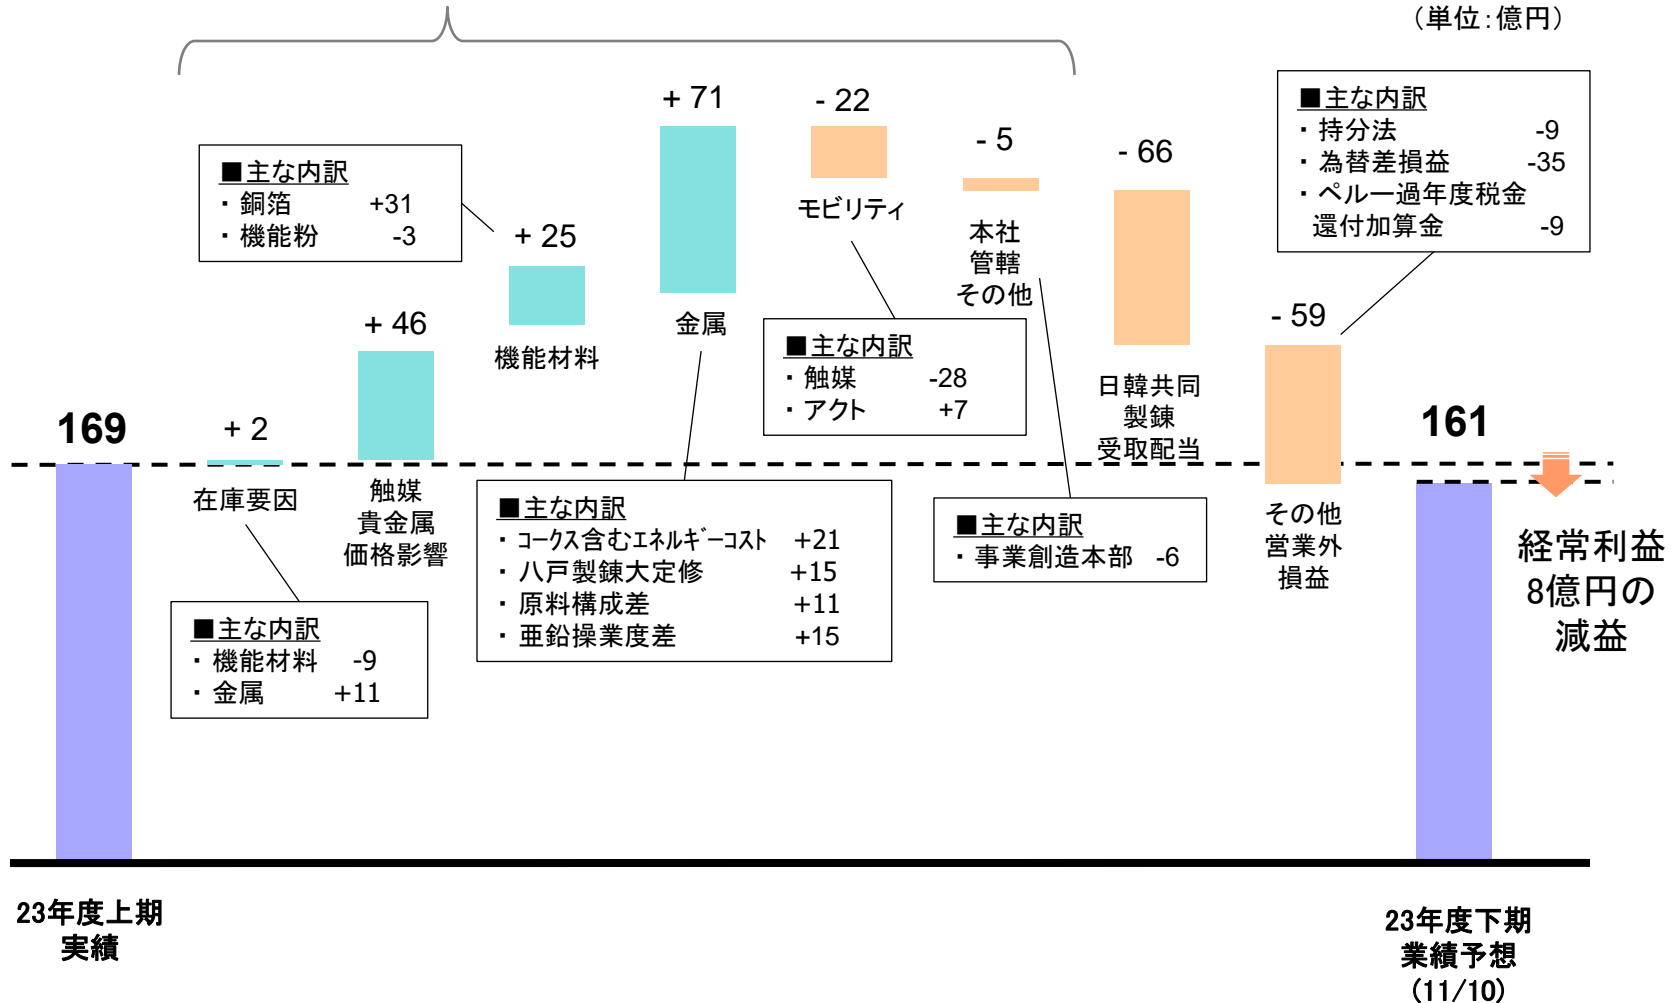 (単位:億円)
169
23年度上期
実績
+ 2
在庫要因
■主な内訳
・機能材料 -9
・金属 +11
+ 46
触媒
貴金属
価格影響
+ 25
機能材料
■主な内訳
・銅箔 +31
・機能粉 -3
+ 71
金属
■主な内訳
・コークス含むエネルギーコスト +21
・八戸製錬大定修 +15
・原料構成差 +11
・亜鉛操業度差 +15
- 22
モビリティ
■主な内訳
・触媒 -28
・アクト +7
- 5
本社
管轄
その他
■主な内訳
・事業創造本部 -6
- 66
日韓共同
製錬
受取配当
- 59
その他
営業外
損益
■主な内訳
・持分法 -9
・為替差損益 -35
・ペルー過年度税金
還付加算金 -9
161
23年度下期
業績予想
(11/10)
経常利益
8億円の
減益